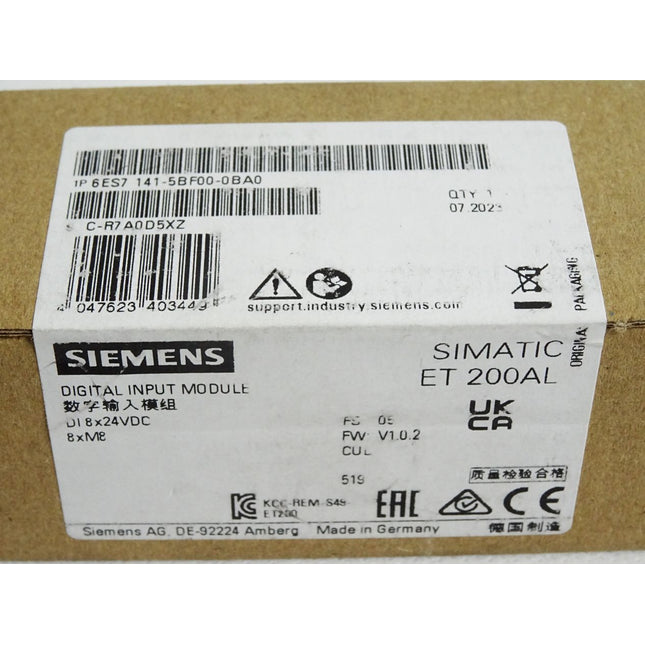 1P 6ES7 141-5BF00-0BA0
QTY 1
S C-R7A0D5XZ
07.2023
4 047623 403449
support.industry.siemens.com
ORIGINAL PACKAGING
SIEMENS
SIMATIC
ET 200AL
DIGITAL INPUT MODULE
数字输入模组
DI 8x24VDC
8xM8
FS 05
FW V1.0.2
519
UK
CA
质量检验合格
KCC-REM-S49
ET200
EAC
CE
Siemens AG, DE-92224 Amberg Made in Germany
德国制造